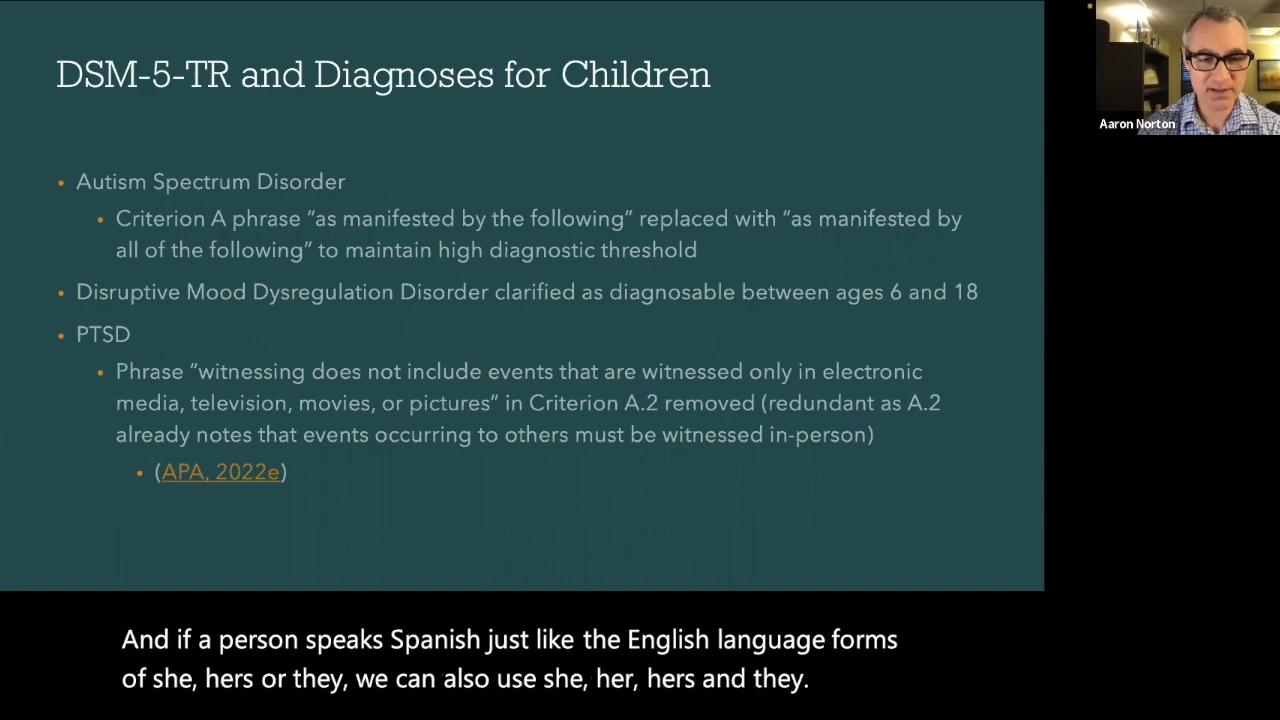 DSM-5-TR and Diagnoses for Children
Aaron Norton
• Autism Spectrum Disorder
• Criterion A phrase “as manifested by the following” replaced with “as manifested by
all of the following” to maintain high diagnostic threshold
• Disruptive Mood Dysregulation Disorder clarified as diagnosable between ages 6 and 18
• PTSD
• Phrase “witnessing does not include events that are witnessed only in electronic
media, television, movies, or pictures” in Criterion A.2 removed (redundant as A.2
already notes that events occurring to others must be witnessed in-person)
• (APA, 2022e)
And if a person speaks Spanish just like the English language forms
of she, hers or they, we can also use she, her, hers and they.